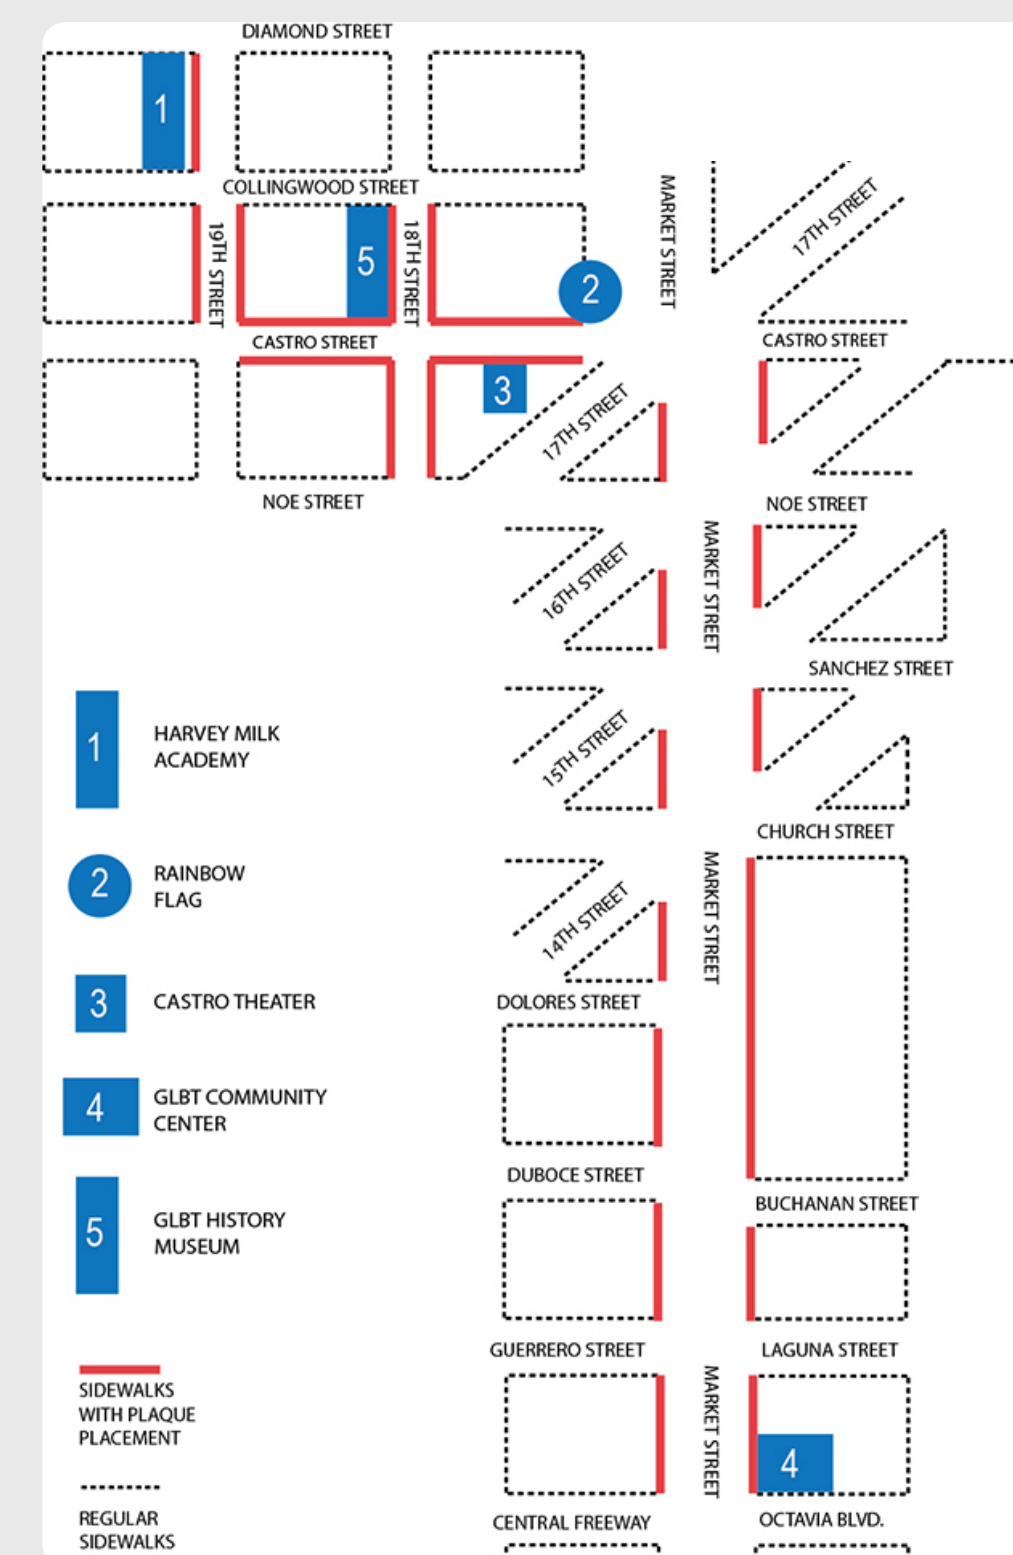 DIAMOND STREET
1
COLLINGWOOD STREET
MARKET STREET
17TH STREET
19TH STREET
5
18TH STREET
2
CASTRO STREET
CASTRO STREET
3
17TH STREET
NOE STREET
NOE STREET
16TH STREET
MARKET STREET
SANCHEZ STREET
1
HARVEY MILK
ACADEMY
15TH STREET
CHURCH STREET
2
RAINBOW
FLAG
14TH STREET
MARKET STREET
3
CASTRO THEATER
DOLORES STREET
4
GLBT COMMUNITY
CENTER
DUBOCE STREET
BUCHANAN STREET
5
GLBT HISTORY
MUSEUM
GUERRERO STREET
LAGUNA STREET
SIDEWALKS
WITH PLAQUE
PLACEMENT
MARKET STREET
4
REGULAR
SIDEWALKS
CENTRAL FREEWAY
OCTAVIA BLVD.